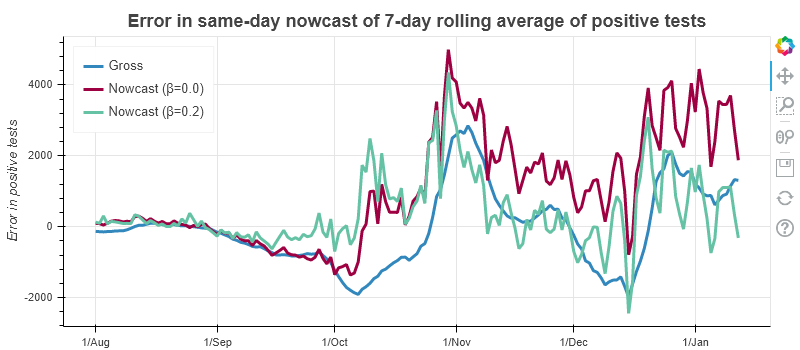 Error in same-day nowcast of 7-day rolling average of positive tests
Gross
Nowcast (β=0.0)
Nowcast (β=0.2)
Error in positive tests
4000
2000
0
-2000
1/Aug
1/Sep
1/Oct
1/Nov
1/Dec
1/Jan